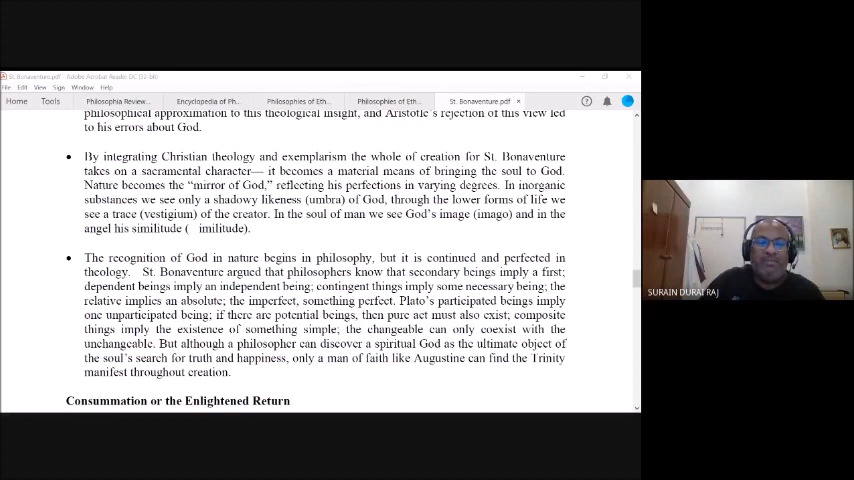 St. Bonaventure.pdf - Adobe Acrobat Reader DC (32-bit)
File Edit View Sign Window Help
Home Tools Philosophia Review... Encyclopedia of Ph... Philosophies of Eth... Philosophies of Eth... St. Bonaventure.pdf ×
philosophical approximation to this theological insight, and Aristotle's rejection of this view led
to his errors about God.
• By integrating Christian theology and exemplarism the whole of creation for St. Bonaventure
takes on a sacramental character— it becomes a material means of bringing the soul to God.
Nature becomes the “mirror of God,” reflecting his perfections in varying degrees. In inorganic
substances we see only a shadowy likeness (umbra) of God, through the lower forms of life we
see a trace (vestigium) of the creator. In the soul of man we see God's image (imago) and in the
angel his similitude ( imilitude).
• The recognition of God in nature begins in philosophy, but it is continued and perfected in
theology. St. Bonaventure argued that philosophers know that secondary beings imply a first;
dependent beings imply an independent being; contingent things imply some necessary being; the
relative implies an absolute; the imperfect, something perfect. Plato's participated beings imply
one unparticipated being; if there are potential beings, then pure act must also exist; composite
things imply the existence of something simple; the changeable can only coexist with the
unchangeable. But although a philosopher can discover a spiritual God as the ultimate object of
the soul's search for truth and happiness, only a man of faith like Augustine can find the Trinity
manifest throughout creation.
Consummation or the Enlightened Return
SURAIN DURAI RAJ